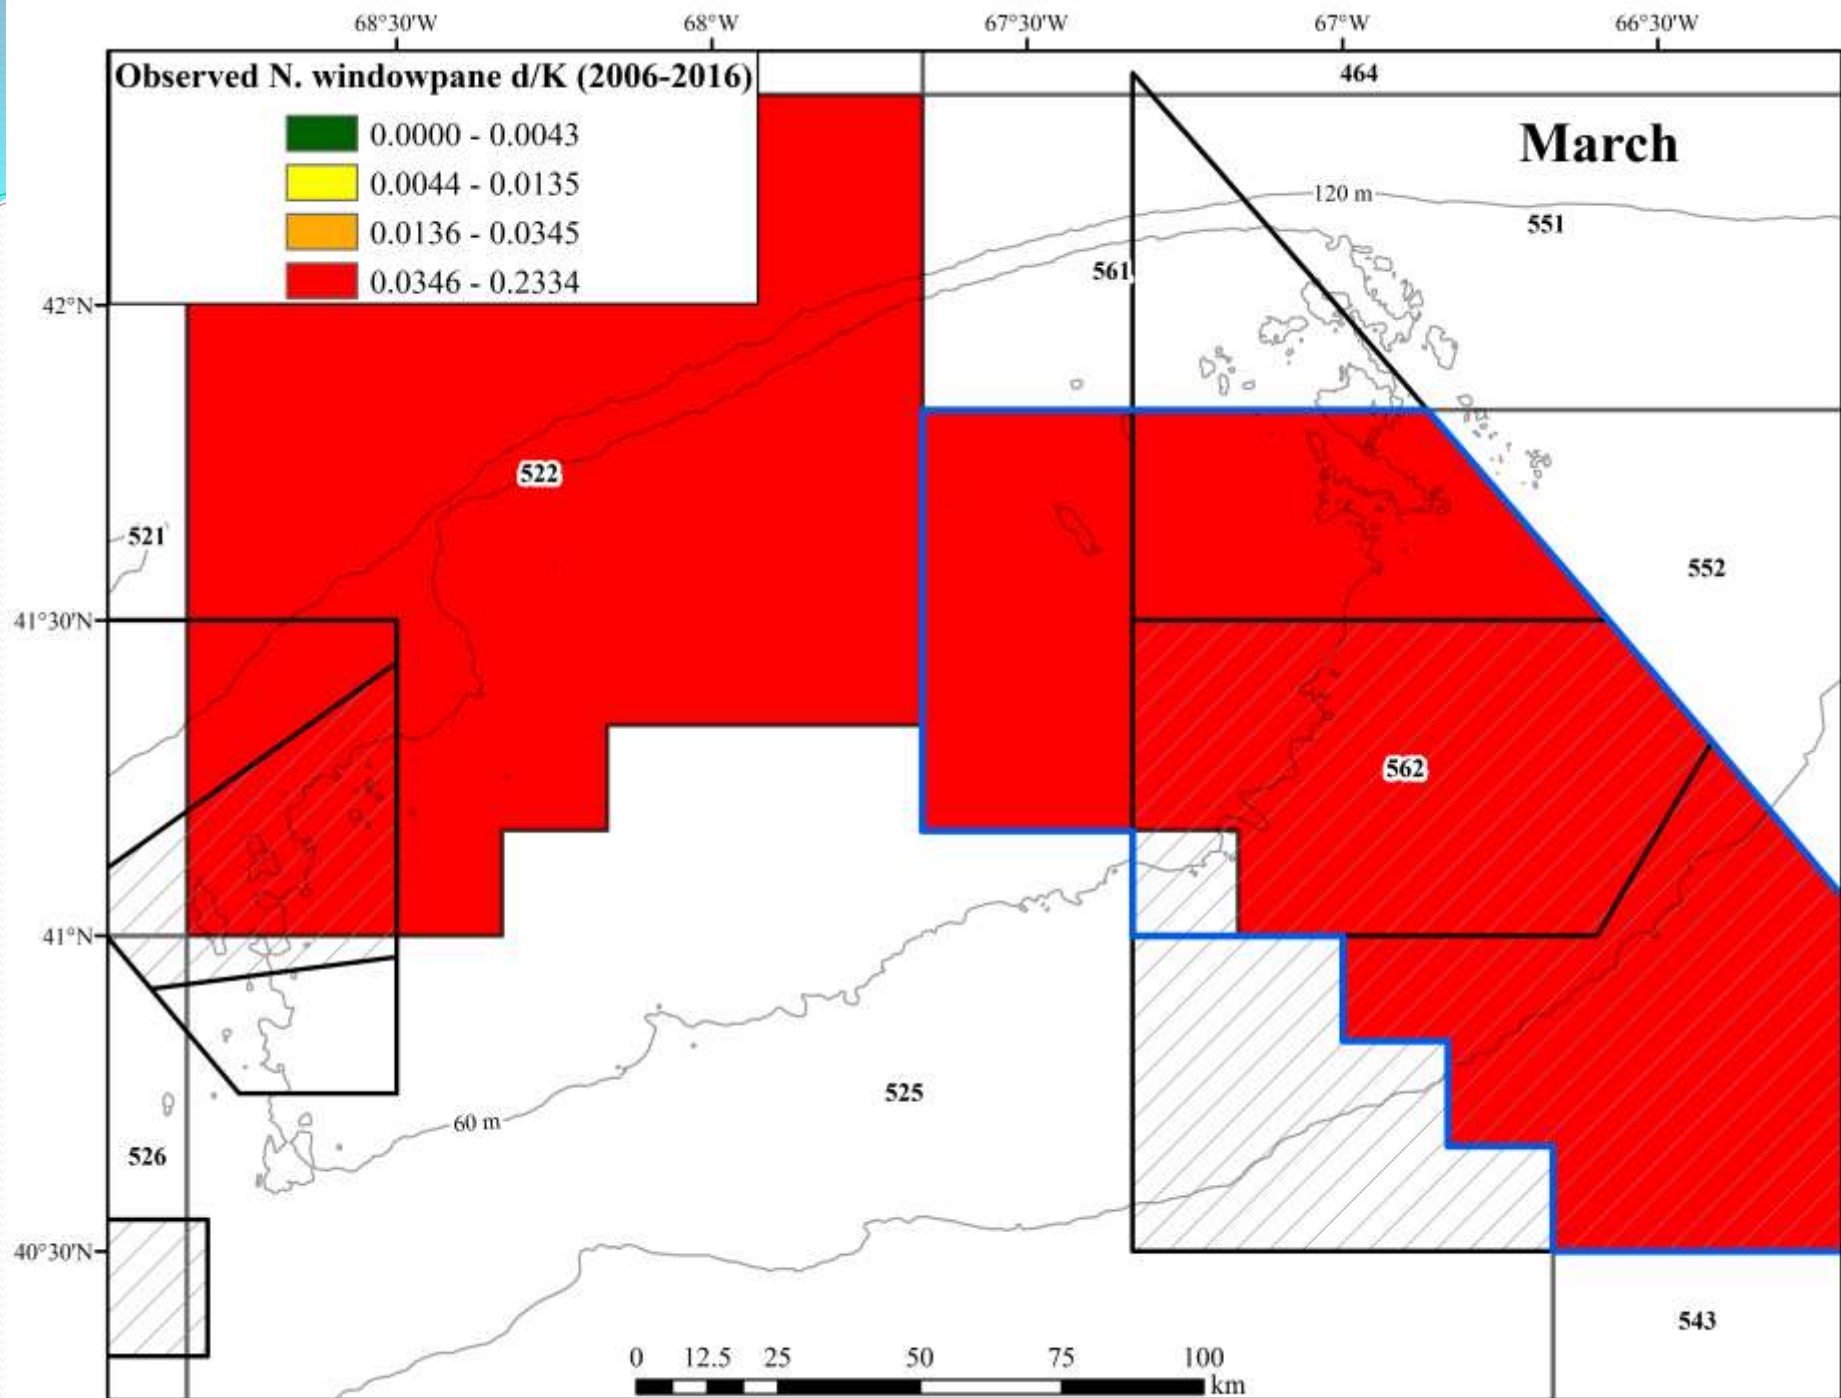 68°30'W 68°W 67°30'W 67°W 66°30'W
Observed N. windowpane d/K (2006-2016)
0.0000 - 0.0043
0.0044 - 0.0135
0.0136 - 0.0345
0.0346 - 0.2334
464
March
120 m
551
561
42°N
522
521
552
41°30'N
562
41°N
525
60 m
526
40°30'N
543
0 12.5 25 50 75 100
km